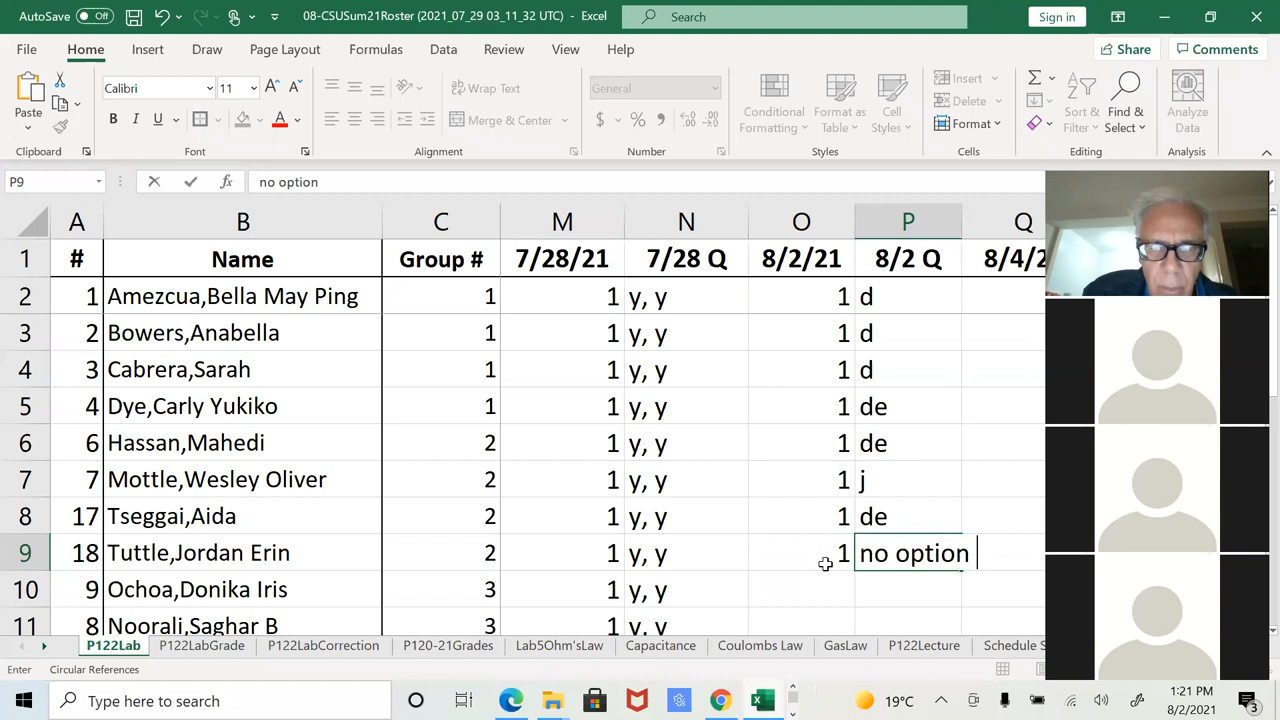 AutoSave Off 08-CSUSum21Roster (2021_07_29 03_11_32 UTC) - Excel Search Sign in
File Home Insert Draw Page Layout Formulas Data Review View Help Share Comments
Calibri 11 Wrap Text General Insert
Paste Merge & Center Conditional Formatting Format as Table Cell Styles Delete Sort & Filter Find & Select Analyze Data
B I U A $ % Format
Clipboard Font Alignment Number Styles Cells Editing Analysis
P9 fx no option
A B C M N O P Q
1 # Name Group # 7/28/21 7/28 Q 8/2/21 8/2 Q 8/4/2
2 1 Amezcua,Bella May Ping 1 1 y, y 1 d
3 2 Bowers,Anabella 1 1 y, y 1 d
4 3 Cabrera,Sarah 1 1 y, y 1 d
5 4 Dye,Carly Yukiko 1 1 y, y 1 de
6 6 Hassan,Mahedi 2 1 y, y 1 de
7 7 Mottle,Wesley Oliver 2 1 y, y 1 j
8 17 Tseggai,Aida 2 1 y, y 1 de
9 18 Tuttle,Jordan Erin 2 1 y, y 1 no option
10 9 Ochoa,Donika Iris 3 1 y, y
11 8 Noorali,Saghar B 3 1 y, y
P122Lab P122LabGrade P122LabCorrection P120-21Grades Lab5Ohm'sLaw Capacitance Coulombs Law GasLaw P122Lecture Schedule S
Enter Circular References
Type here to search 19°C 1:21 PM
8/2/2021 3